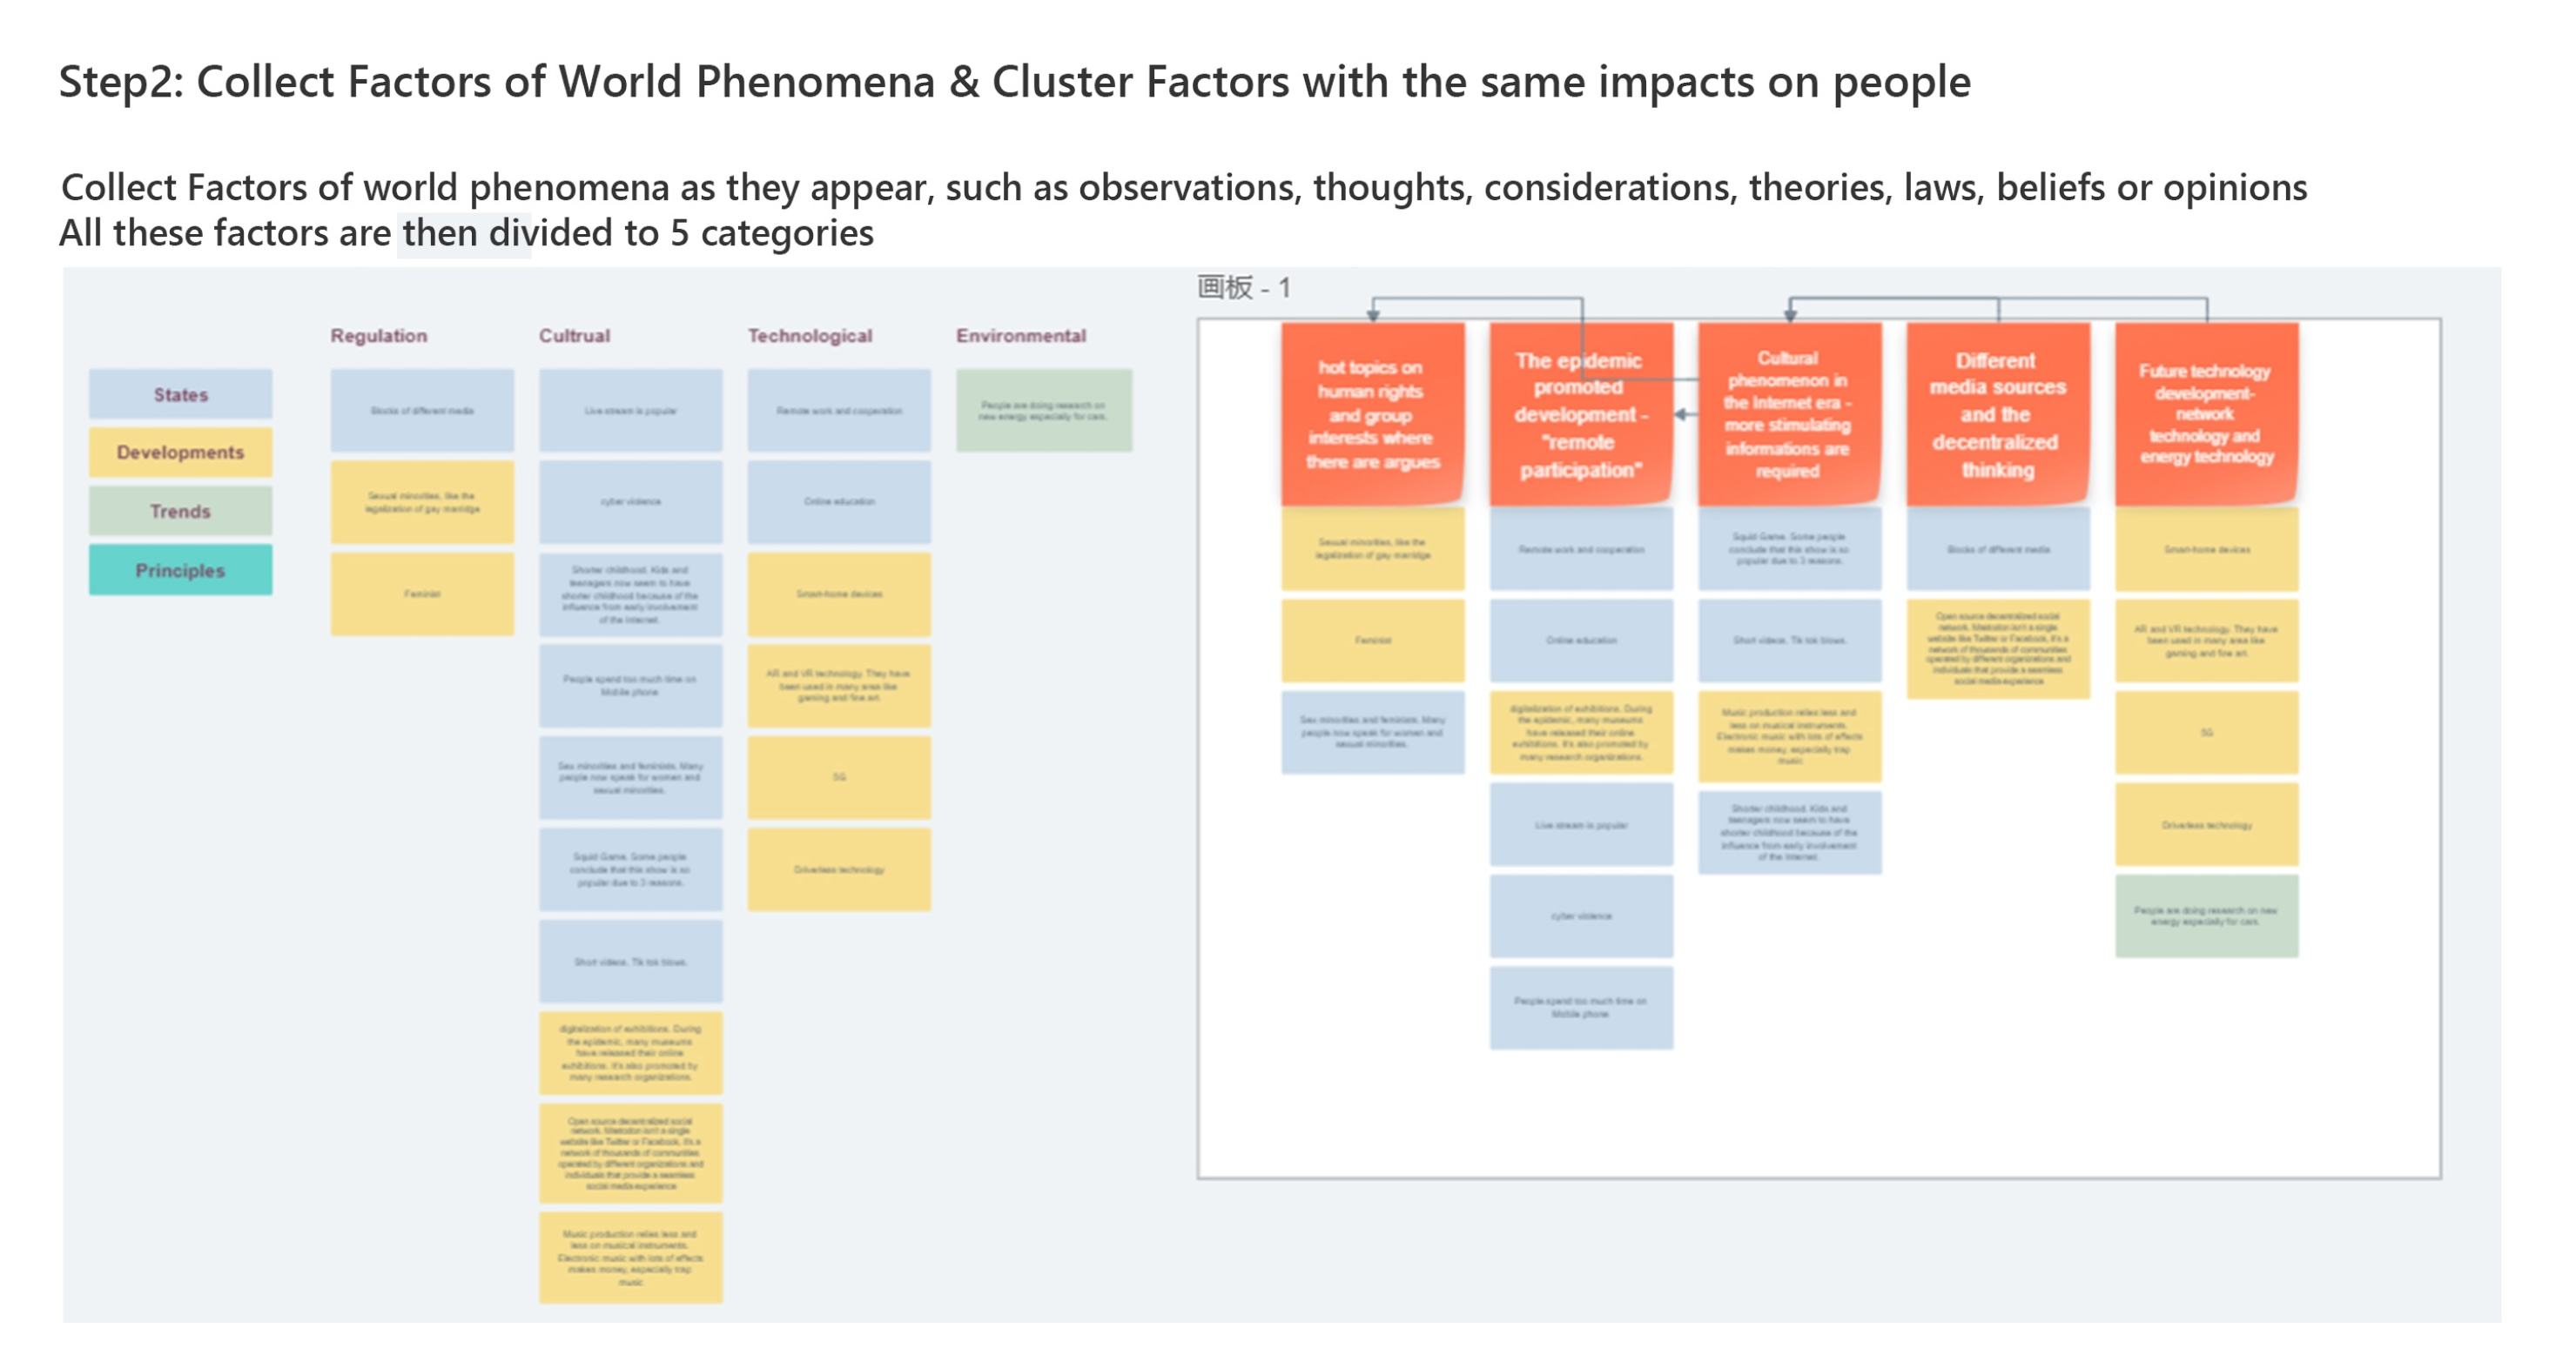 Step2: Collect Factors of World Phenomena & Cluster Factors with the same impacts on people
Collect Factors of world phenomena as they appear, such as observations, thoughts, considerations, theories, laws, beliefs or opinions
All these factors are then divided to 5 categories
States
Developments
Trends
Principles
Regulation
Blocks of different media
Sexual minorities, like the
legalization of gay marridge
Feminist
Cultrual
Live stream is popular
cyber violence
Shorter childhood. Kids and
teenagers now seem to have
shorter childhood because of the
influence from early involvement
of the internet.
People spend too much time on
Mobile phone
Sex minorities and feminists. Many
people now speak for women and
sexual minorities.
Squid Game. Some people
conclude that this show is so
popular due to 3 reasons.
Short videos. Tik tok blows.
digitalization of exhibitions. During
the epidemic, many museums
have released their online
exhibitions. It's also promoted by
many research organizations.
Open source decentralized social
network. Mastodon isn't a single
website like Twitter or Facebook, it's a
network of thousands of communities
operated by different organizations and
individuals that provide a seamless
social media experience
Music production relies less and
less on musical instruments.
Electronic music with lots of effects
makes money, especially trap
music
Technological
Remote work and cooperation
Online education
Smart-home devices
AR and VR technology. They have
been used in many area like
gaming and fine art.
5G
Driverless technology
Environmental
People are doing research on
new energy especially for cars.
画板 - 1
hot topics on
human rights
and group
interests where
there are argues
Sexual minorities, like the
legalization of gay marridge
Feminist
Sex minorities and feminists. Many
people now speak for women and
sexual minorities.
The epidemic
promoted
development -
"remote
participation"
Remote work and cooperation
Online education
digitalization of exhibitions. During
the epidemic, many museums
have released their online
exhibitions. It's also promoted by
many research organizations.
Live stream is popular
cyber violence
People spend too much time on
Mobile phone
Cultural
phenomenon in
the Internet era -
more stimulating
informations are
required
Squid Game. Some people
conclude that this show is so
popular due to 3 reasons.
Short videos. Tik tok blows.
Music production relies less and
less on musical instruments.
Electronic music with lots of effects
makes money, especially trap
music
Shorter childhood. Kids and
teenagers now seem to have
shorter childhood because of the
influence from early involvement
of the internet.
Different
media sources
and the
decentralized
thinking
Blocks of different media
Open source decentralized social
network. Mastodon isn't a single
website like Twitter or Facebook, it's a
network of thousands of communities
operated by different organizations and
individuals that provide a seamless
social media experience
Future technology
development-
network
technology and
energy technology
Smart-home devices
AR and VR technology. They have
been used in many area like
gaming and fine art.
5G
Driverless technology
People are doing research on new
energy especially for cars.